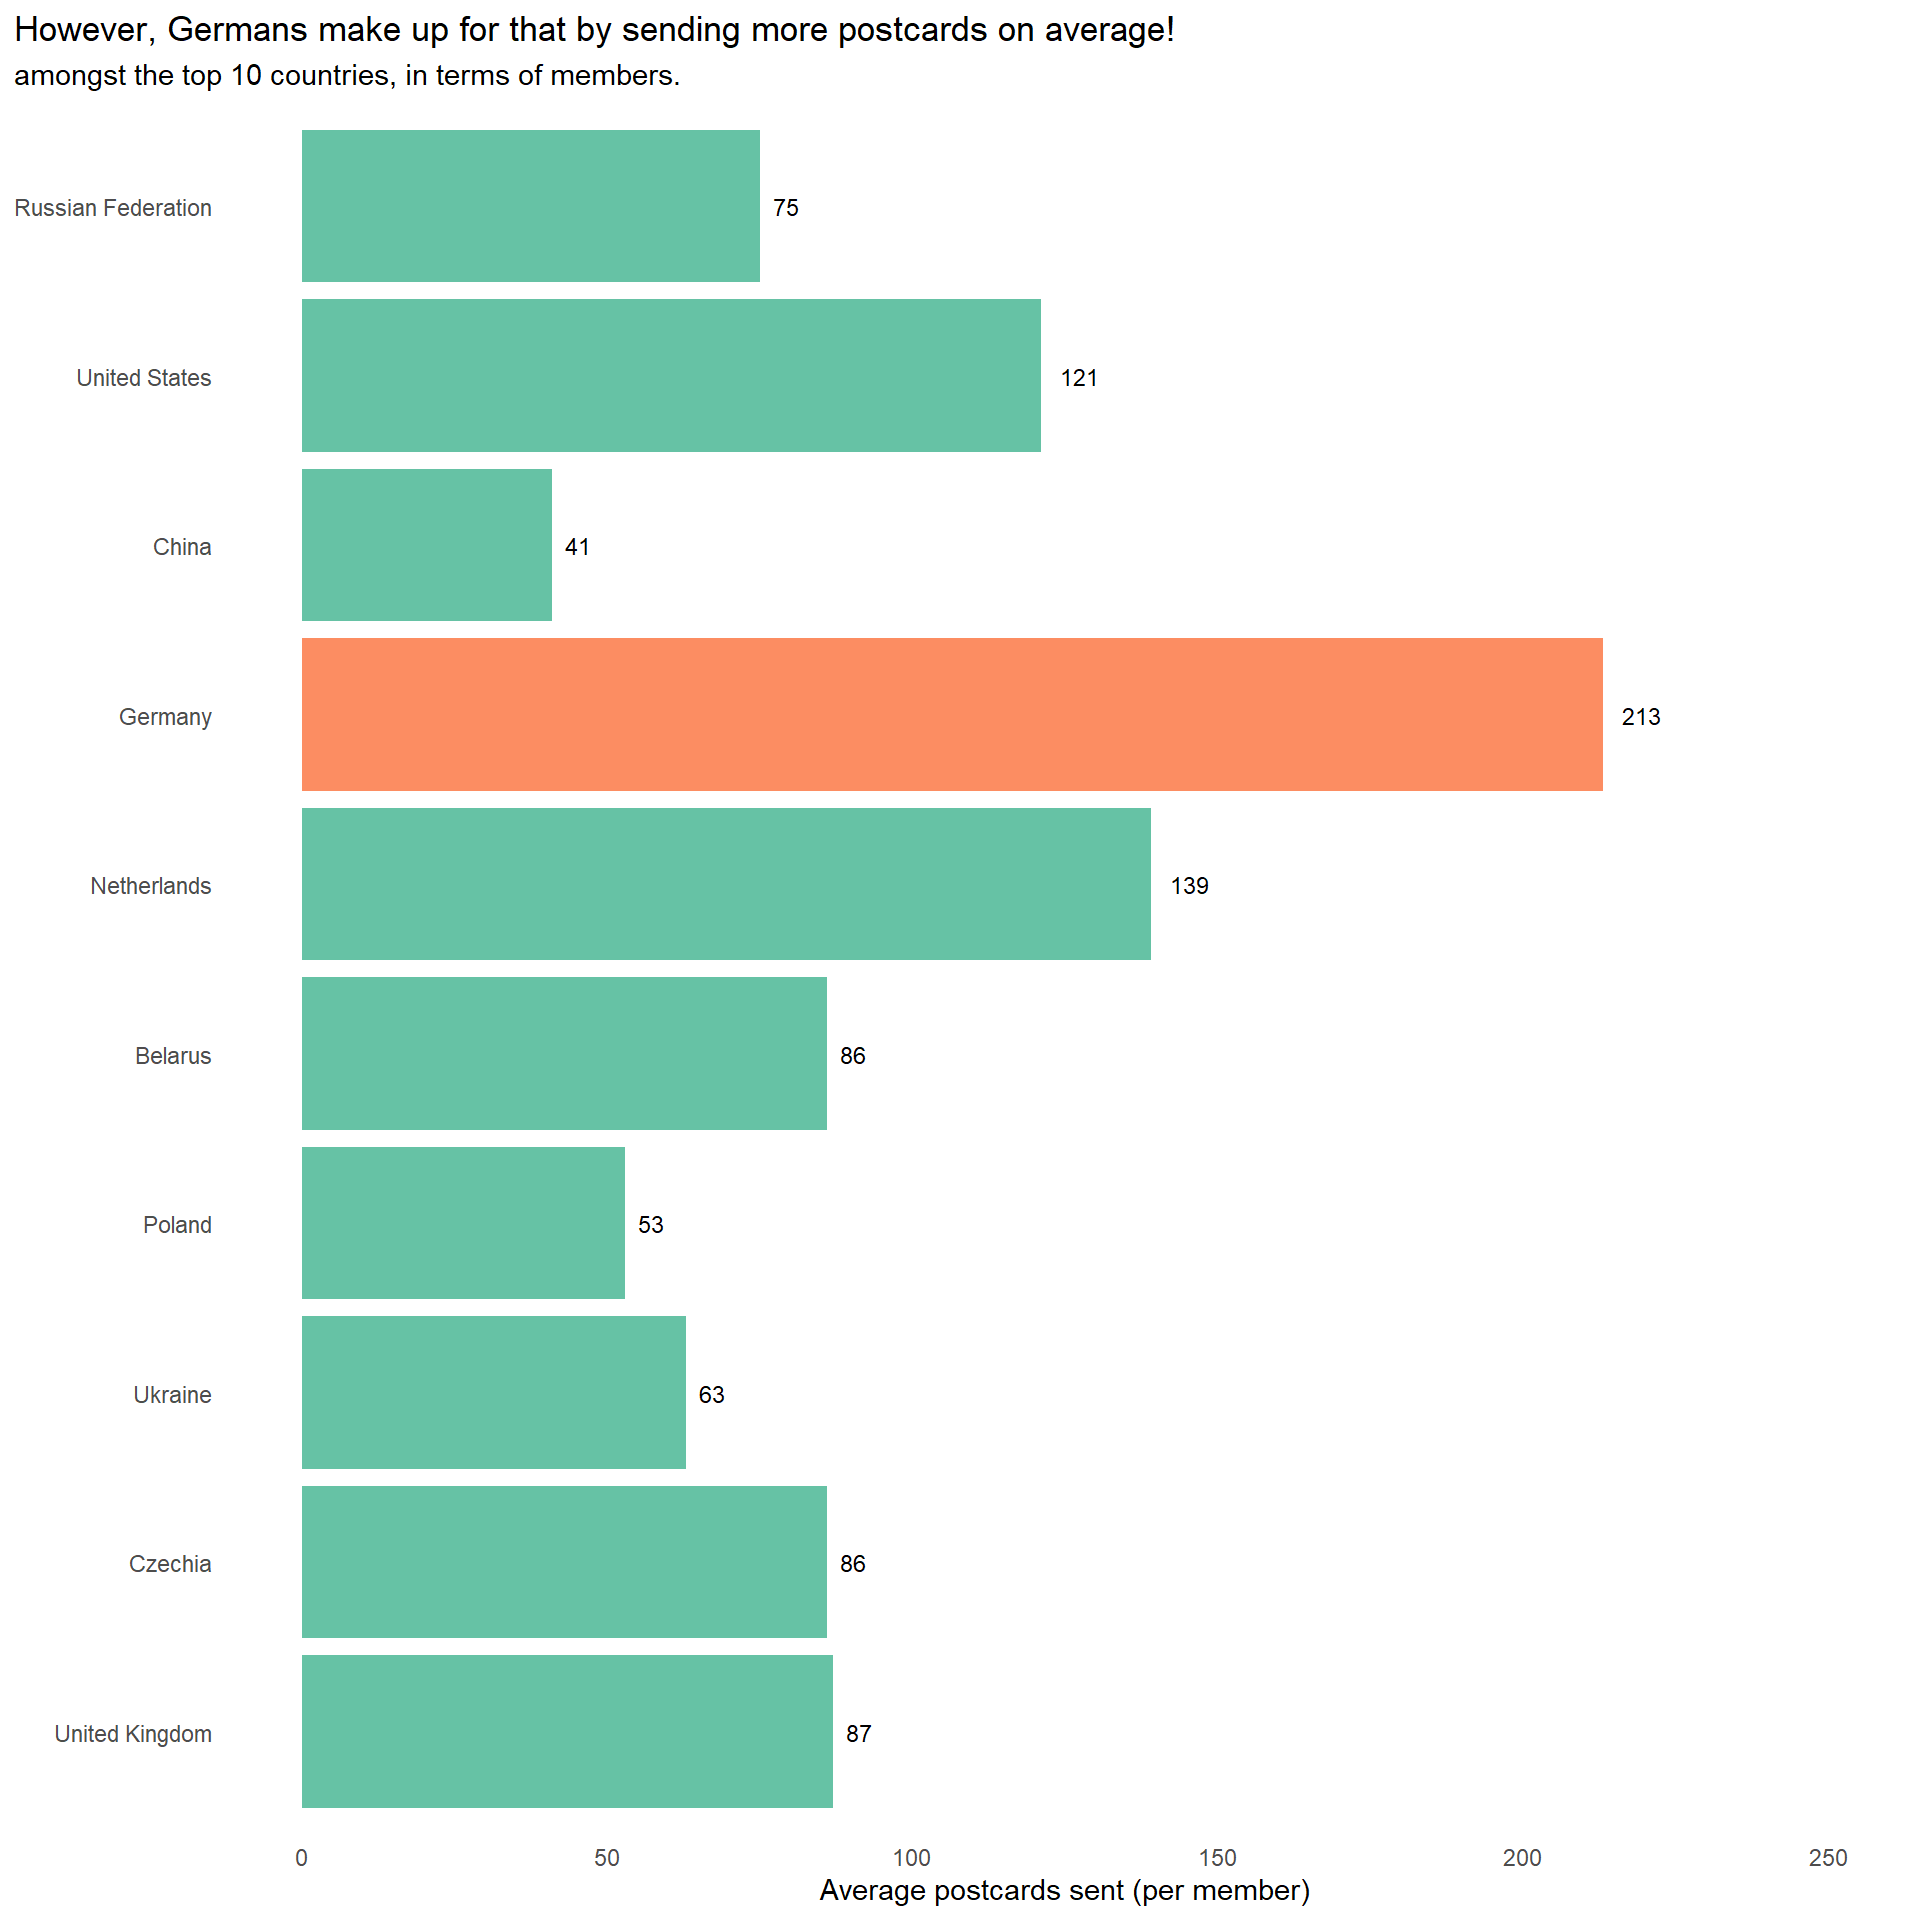 However, Germans make up for that by sending more postcards on average!
amongst the top 10 countries, in terms of members.
Russian Federation 75
United States 121
China 41
Germany 213
Netherlands 139
Belarus 86
Poland 53
Ukraine 63
Czechia 86
United Kingdom 87
0 50 100 150 200 250
Average postcards sent (per member)